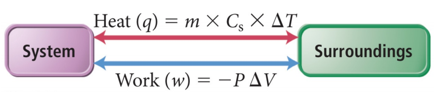 Heat (q) = m × Cₛ × ΔT
System
Surroundings
Work (w) = −P ΔV